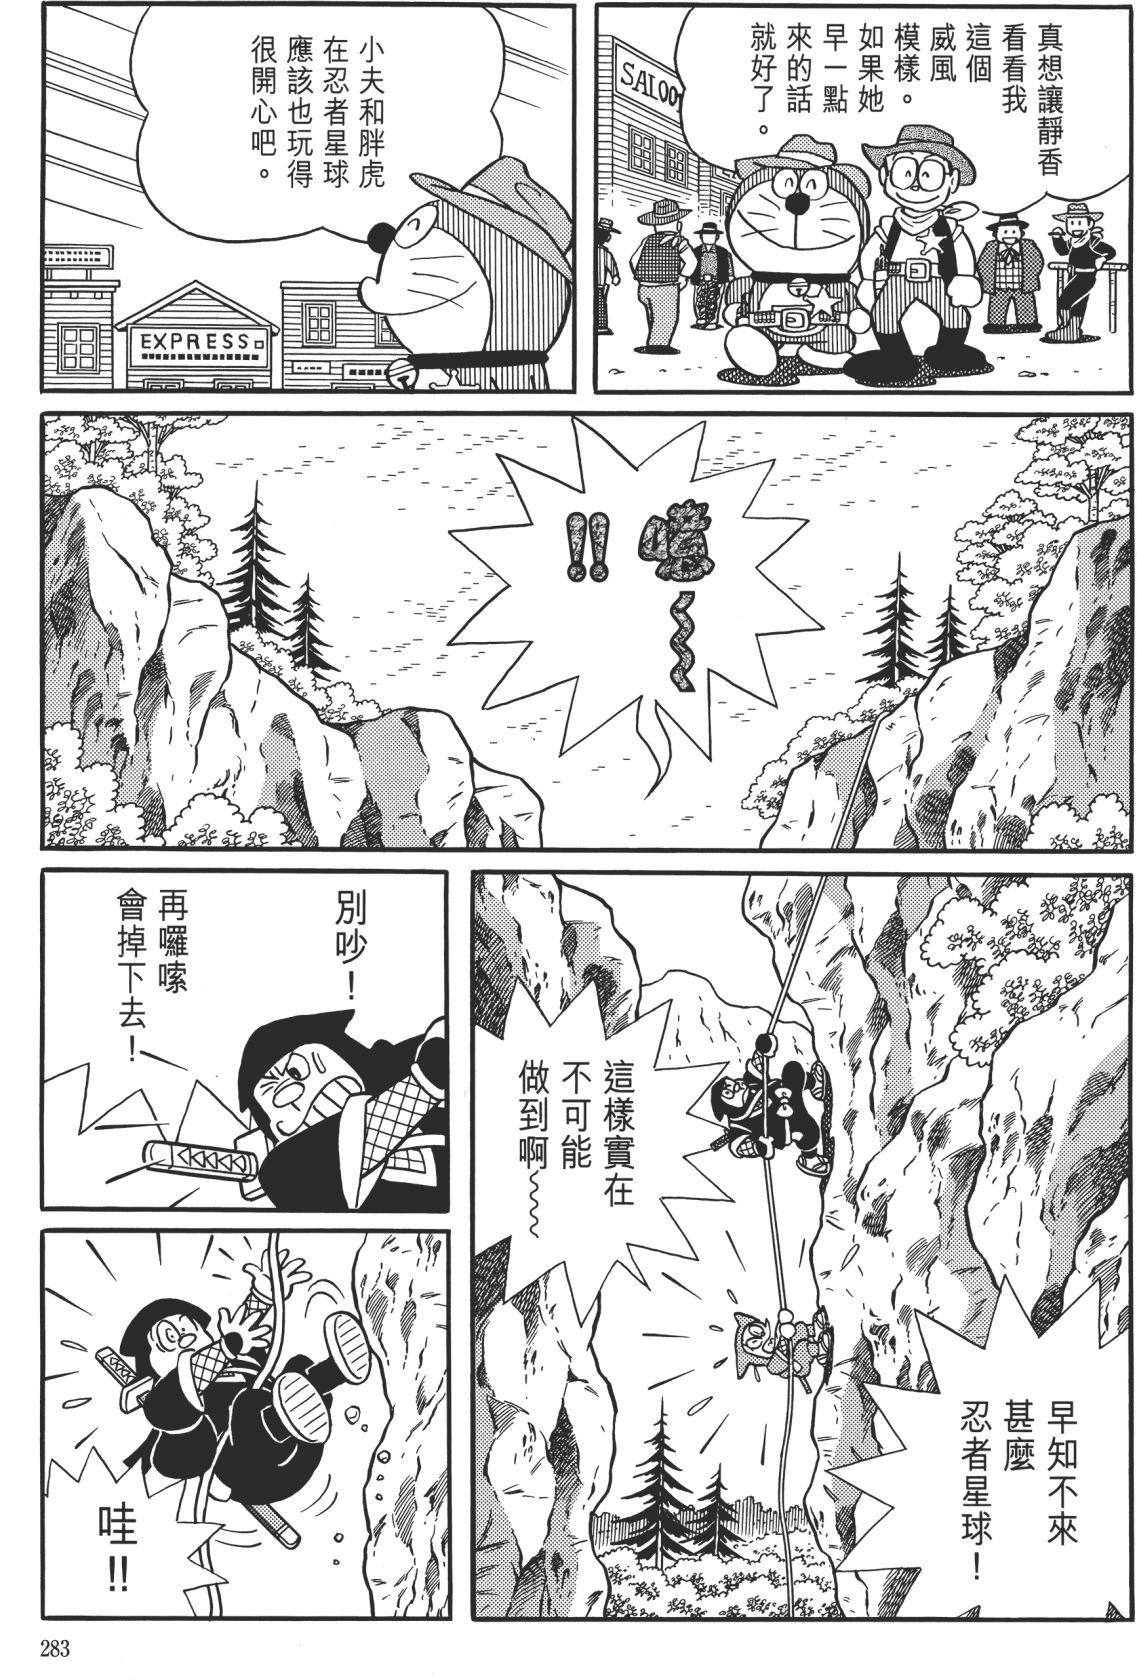 真想讓靜香
看看我
這個
威風
模樣。
如果她
早一點
來的話
就好了。
SALOO
小夫和胖虎
在忍者星球
應該也玩得
很開心吧。
EXPRESS
嗚～
!!
早知不來
甚麼
忍者星球！
這樣實在
不可能
做到啊～
別吵！
再囉嗦
會掉下去！
哇!!
283